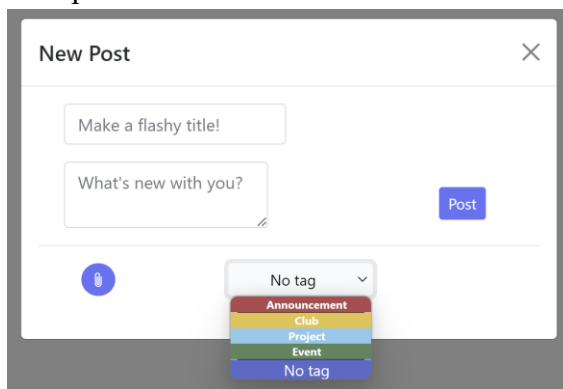 New Post
Make a flashy title!
What's new with you?
Post
No tag
Announcement
Club
Project
Event
No tag